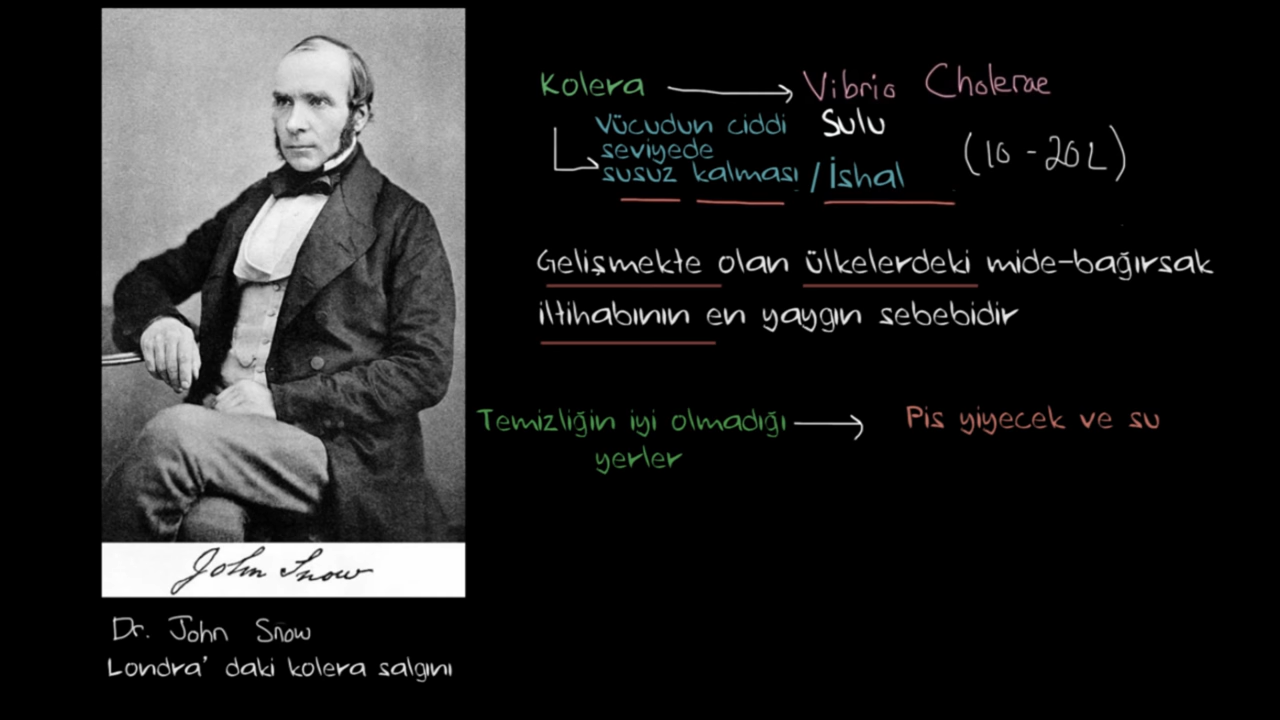 Kolera → Vibrio Cholerae
Vücudun ciddi seviyede susuz kalması / Sulu İshal (10 - 20L)
Gelişmekte olan ülkelerdeki mide-bağırsak
iltihabının en yaygın sebebidir
Temizliğin iyi olmadığı → Pis yiyecek ve su
yerler
John Snow
Dr. John Snow
Londra' daki kolera salgını